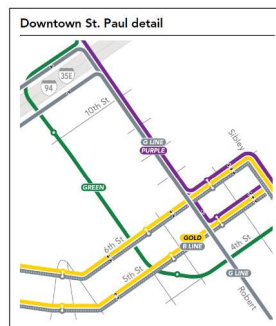 Downtown St. Paul detail
35E
94
10th St
G LINE
PURPLE
Sibley
GREEN
6th St
GOLD
B LINE
5th St
4th St
G LINE
Robert